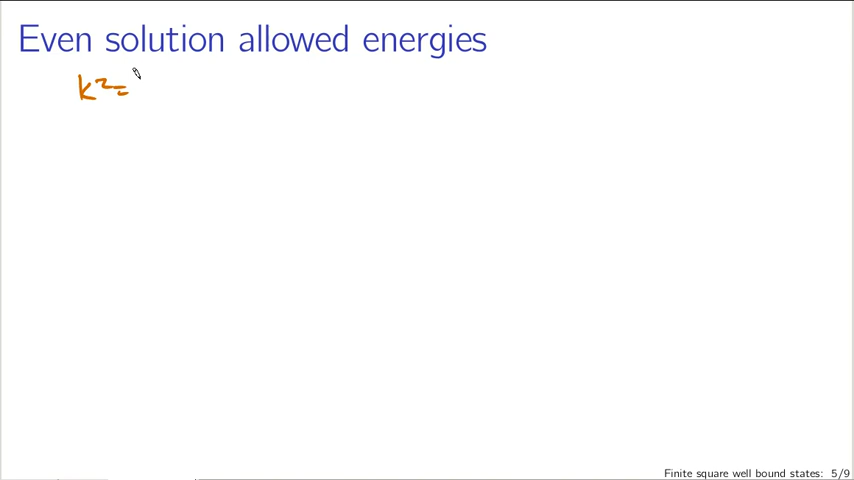 Even solution allowed energies
k²=
Finite square well bound states: 5/9